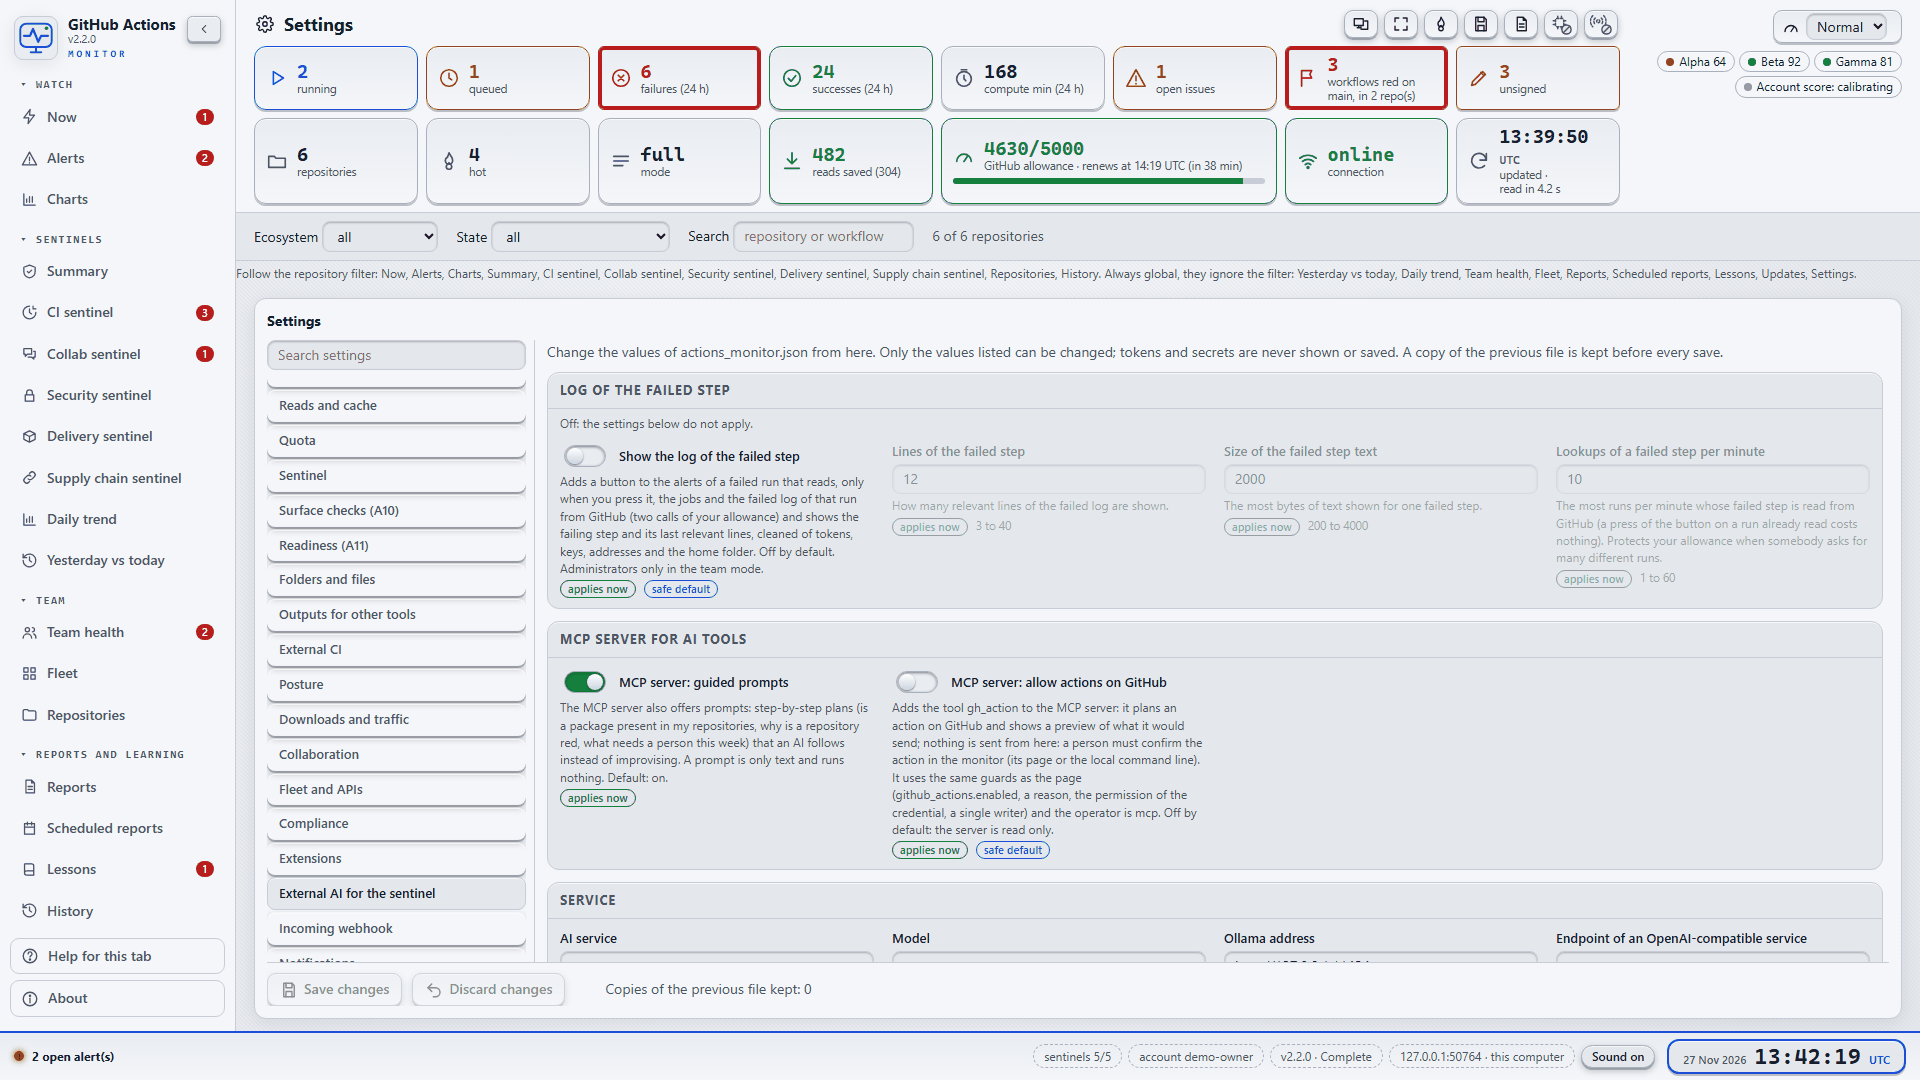 GitHub Actions
v2.2.0
MONITOR
WATCH
Now 1
Alerts 2
Charts
SENTINELS
Summary
CI sentinel 3
Collab sentinel 1
Security sentinel
Delivery sentinel
Supply chain sentinel
Daily trend
Yesterday vs today
TEAM
Team health 2
Fleet
Repositories
REPORTS AND LEARNING
Reports
Scheduled reports
Lessons 1
History
Help for this tab
About
Settings
Normal
2
running
1
queued
6
failures (24 h)
24
successes (24 h)
168
compute min (24 h)
1
open issues
3
workflows red on
main, in 2 repo(s)
3
unsigned
Alpha 64
Beta 92
Gamma 81
Account score: calibrating
6
repositories
4
hot
full
mode
482
reads saved (304)
4630/5000
GitHub allowance · renews at 14:19 UTC (in 38 min)
online
connection
13:39:50
UTC
updated ·
read in 4.2 s
Ecosystem all State all Search repository or workflow 6 of 6 repositories
Follow the repository filter: Now, Alerts, Charts, Summary, CI sentinel, Collab sentinel, Security sentinel, Delivery sentinel, Supply chain sentinel, Repositories, History. Always global, they ignore the filter: Yesterday vs today, Daily trend, Team health, Fleet, Reports, Scheduled reports, Lessons, Updates, Settings.
Settings
Search settings
Reads and cache
Quota
Sentinel
Surface checks (A10)
Readiness (A11)
Folders and files
Outputs for other tools
External CI
Posture
Downloads and traffic
Collaboration
Fleet and APIs
Compliance
Extensions
External AI for the sentinel
Incoming webhook
Notifications
Change the values of actions_monitor.json from here. Only the values listed can be changed; tokens and secrets are never shown or saved. A copy of the previous file is kept before every save.
LOG OF THE FAILED STEP
Off: the settings below do not apply.
Show the log of the failed step
Adds a button to the alerts of a failed run that reads, only
when you press it, the jobs and the failed log of that run
from GitHub (two calls of your allowance) and shows the
failing step and its last relevant lines, cleaned of tokens,
keys, addresses and the home folder. Off by default.
Administrators only in the team mode.
applies now safe default
Lines of the failed step
12
How many relevant lines of the failed log are shown.
applies now 3 to 40
Size of the failed step text
2000
The most bytes of text shown for one failed step.
applies now 200 to 4000
Lookups of a failed step per minute
10
The most runs per minute whose failed step is read from
GitHub (a press of the button on a run already read costs
nothing). Protects your allowance when somebody asks for
many different runs.
applies now 1 to 60
MCP SERVER FOR AI TOOLS
MCP server: guided prompts
The MCP server also offers prompts: step-by-step plans (is
a package present in my repositories, why is a repository
red, what needs a person this week) that an AI follows
instead of improvising. A prompt is only text and runs
nothing. Default: on.
applies now
MCP server: allow actions on GitHub
Adds the tool gh_action to the MCP server: it plans an
action on GitHub and shows a preview of what it would
send; nothing is sent from here: a person must confirm the
action in the monitor (its page or the local command line).
It uses the same guards as the page
(github_actions.enabled, a reason, the permission of the
credential, a single writer) and the operator is mcp. Off by
default: the server is read only.
applies now safe default
SERVICE
AI service
Model
Ollama address
Endpoint of an OpenAI-compatible service
Save changes
Discard changes
Copies of the previous file kept: 0
2 open alert(s)
sentinels 5/5
account demo-owner
v2.2.0 · Complete
127.0.0.1:50764 · this computer
Sound on
27 Nov 2026 13:42:19 UTC